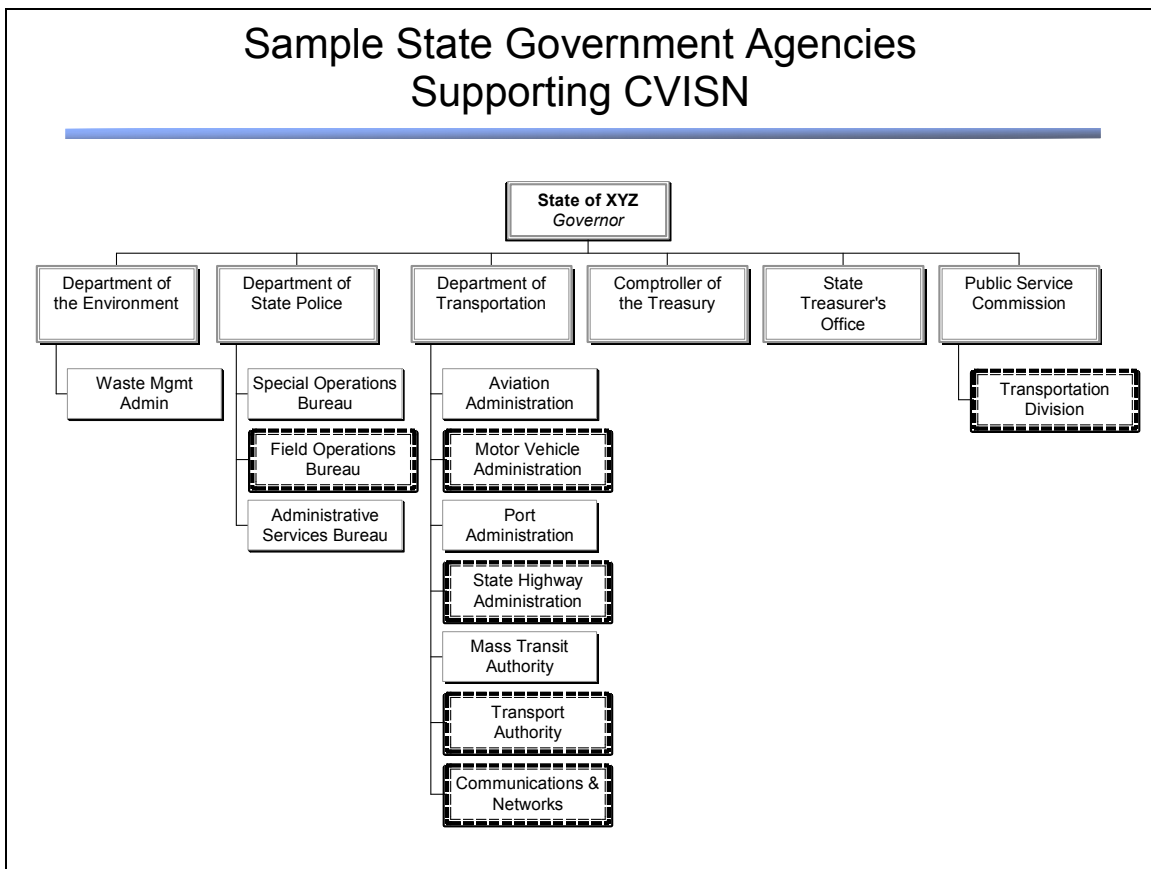 Sample State Government Agencies
Supporting CVISN
State of XYZ
Governor
Department of
the Environment
Department of
State Police
Department of
Transportation
Comptroller of
the Treasury
State
Treasurer's
Office
Public Service
Commission
Waste Mgmt
Admin
Special Operations
Bureau
Field Operations
Bureau
Administrative
Services Bureau
Aviation
Administration
Motor Vehicle
Administration
Port
Administration
State Highway
Administration
Mass Transit
Authority
Transport
Authority
Communications &
Networks
Transportation
Division